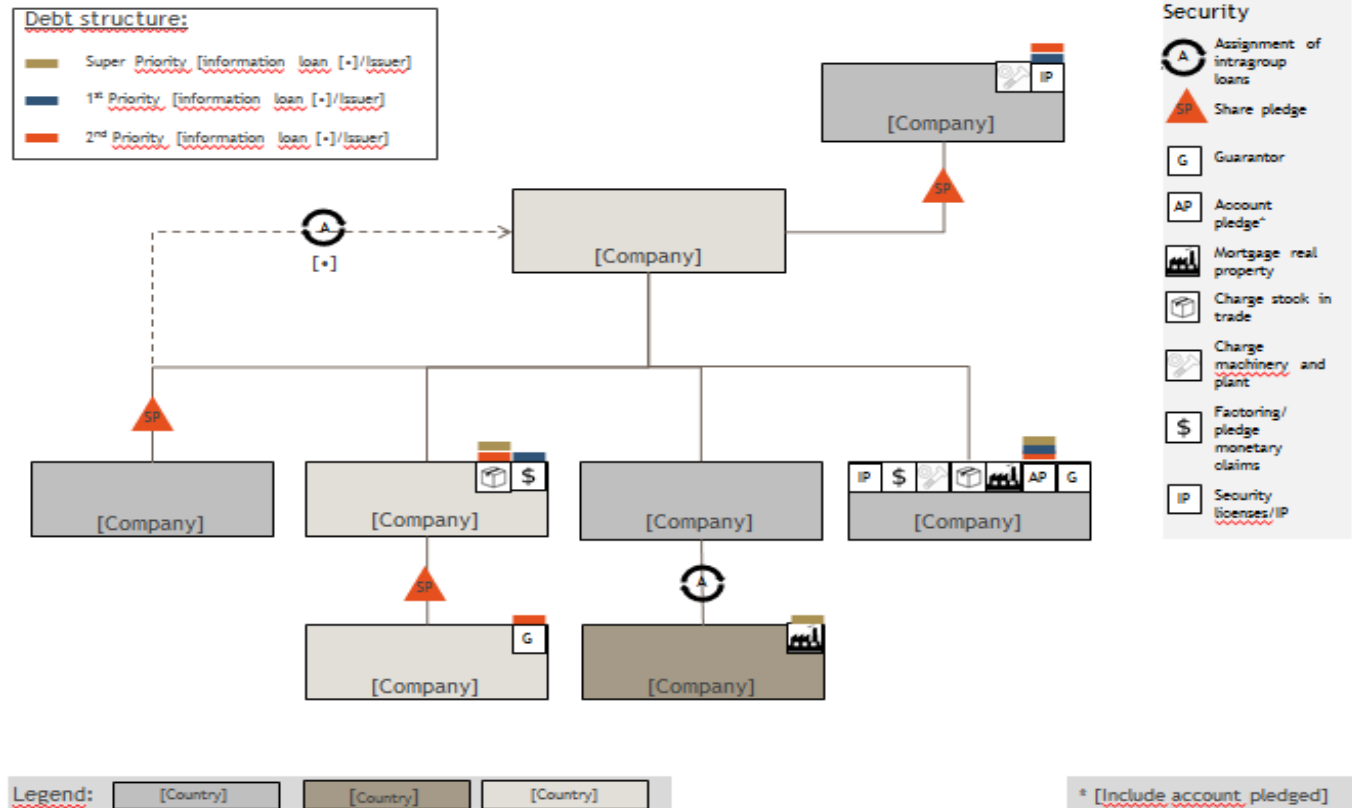 Debt structure:
Super Priority [information loan [•]/Issuer]
1st Priority [information loan [•]/Issuer]
2nd Priority [information loan [•]/Issuer]
Security
A
Assignment of
intragroup
loans
SP
Share pledge
G
Guarantor
AP
Account
pledge*
Mortgage real
property
Charge stock in
trade
Charge
machinery and
plant
$
Factoring/
pledge
monetary
claims
IP
Security
licenses/IP
IP
[Company]
SP
A
[•]
[Company]
SP
[Company]
$
[Company]
[Company]
IP $ AP G
[Company]
SP
A
G
[Company]
[Company]
Legend: [Country] [Country] [Country]
* [Include account pledged]